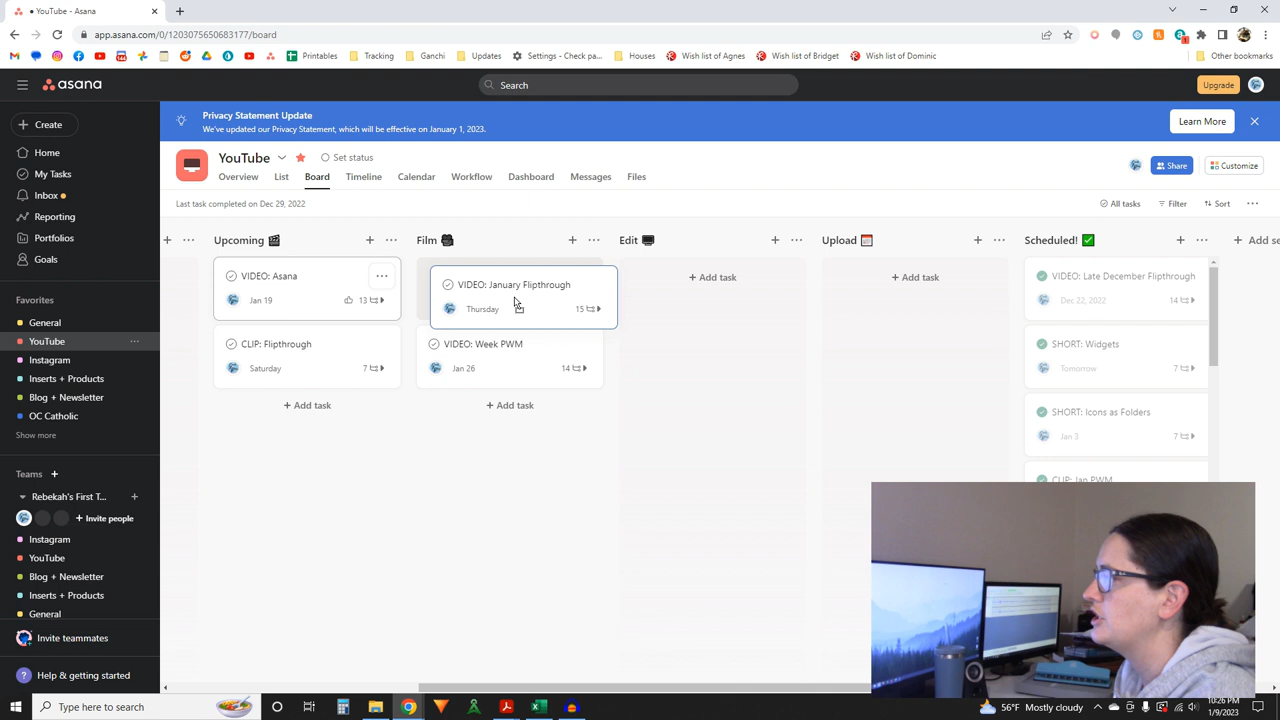 YouTube - Asana
app.asana.com/0/1203075650683177/board
Printables Tracking Ganchi Updates Settings - Check pa... Houses Wish list of Agnes Wish list of Bridget Wish list of Dominic Other bookmarks
asana
Search
Upgrade
Create
Home
My Tasks
Inbox
Reporting
Portfolios
Goals
Favorites
General
YouTube
Instagram
Inserts + Products
Blog + Newsletter
OC Catholic
Show more
Teams
Rebekah's First T...
Invite people
Instagram
YouTube
Blog + Newsletter
Inserts + Products
General
Invite teammates
Help & getting started
Privacy Statement Update
We've updated our Privacy Statement, which will be effective on January 1, 2023.
Learn More
YouTube
Set status
Share
Customize
Overview List Board Timeline Calendar Workflow Dashboard Messages Files
Last task completed on Dec 29, 2022
All tasks Filter Sort
Upcoming
VIDEO: Asana
Jan 19 13
CLIP: Flipthrough
Saturday 7
+ Add task
Film
VIDEO: January Flipthrough
Thursday 15
VIDEO: Week PWM
Jan 26 14
+ Add task
Edit
+ Add task
Upload
+ Add task
Scheduled!
VIDEO: Late December Flipthrough
Dec 22, 2022 14
SHORT: Widgets
Tomorrow 7
SHORT: Icons as Folders
Jan 3 7
CLIP: Jan PWM
+ Add se
Type here to search
56°F Mostly cloudy
10:26 PM
1/9/2023